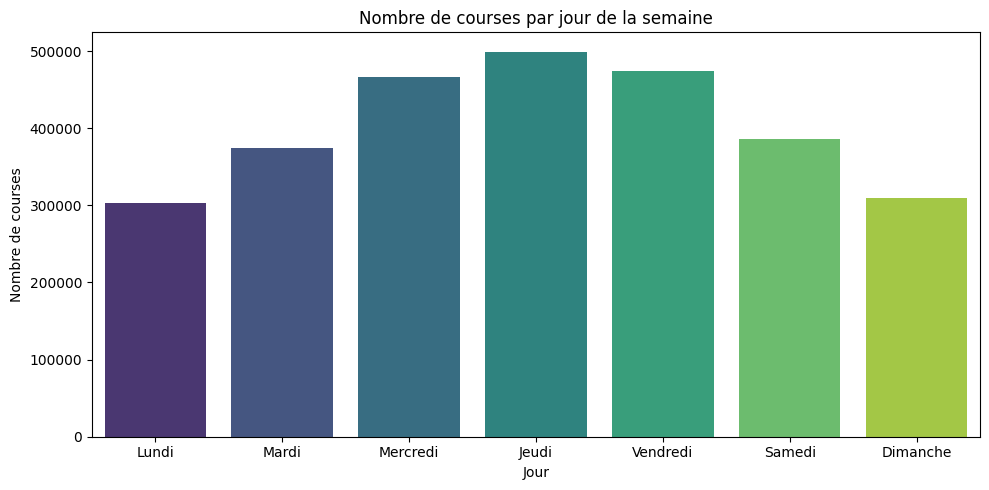 Nombre de courses par jour de la semaine
Nombre de courses
500000
400000
300000
200000
100000
0
Lundi Mardi Mercredi Jeudi Vendredi Samedi Dimanche
Jour